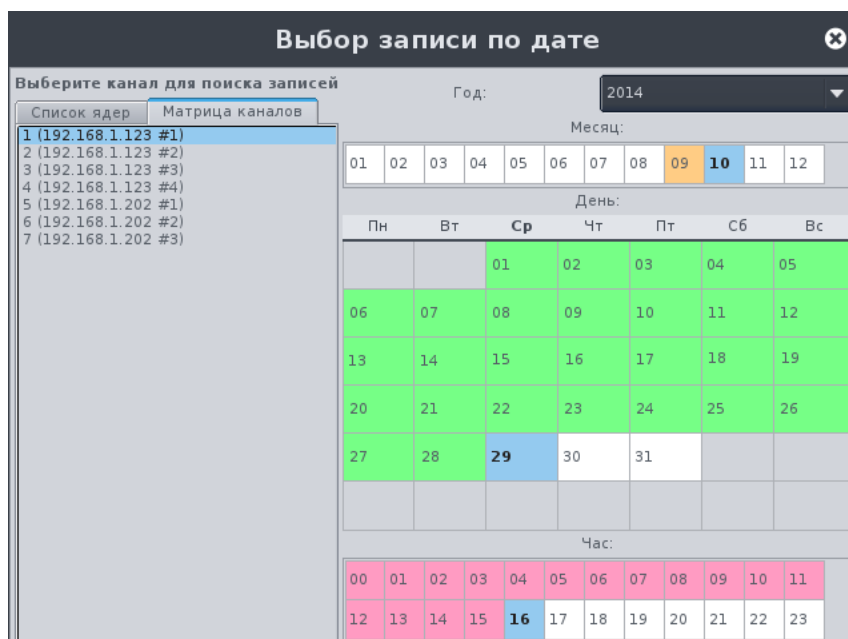 Выбор записи по дате
Выберите канал для поиска записей
Список ядер Матрица каналов
1 (192.168.1.123 #1)
2 (192.168.1.123 #2)
3 (192.168.1.123 #3)
4 (192.168.1.123 #4)
5 (192.168.1.202 #1)
6 (192.168.1.202 #2)
7 (192.168.1.202 #3)
Год: 2014
Месяц:
01 02 03 04 05 06 07 08 09 10 11 12
День:
Пн Вт Ср Чт Пт Сб Вс
01 02 03 04 05
06 07 08 09 10 11 12
13 14 15 16 17 18 19
20 21 22 23 24 25 26
27 28 29 30 31
Час:
00 01 02 03 04 05 06 07 08 09 10 11
12 13 14 15 16 17 18 19 20 21 22 23